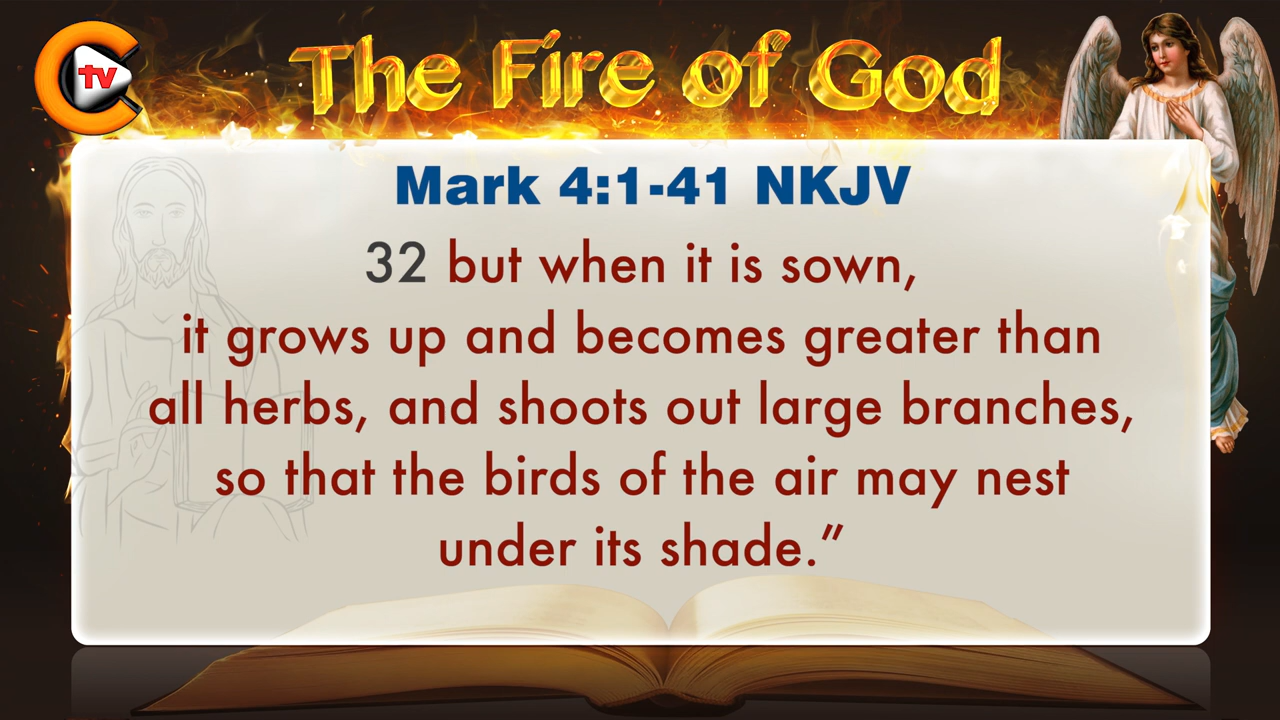 tv
The Fire of God
Mark 4:1-41 NKJV
32 but when it is sown,
it grows up and becomes greater than
all herbs, and shoots out large branches,
so that the birds of the air may nest
under its shade.”